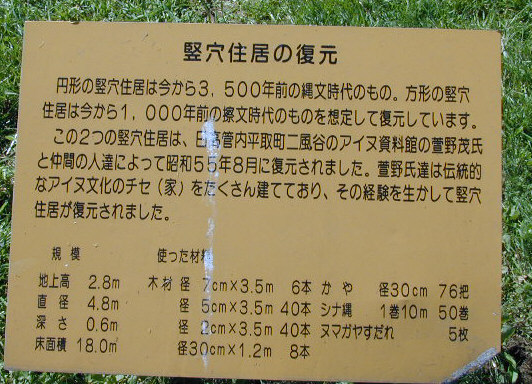 竪穴住居の復元
円形の竪穴住居は今から3,500年前の縄文時代のもの。方形の竪穴
住居は今から1,000年前の擦文時代のものを想定して復元しています。
この2つの竪穴住居は、日高管内平取町二風谷のアイヌ資料館の萱野茂氏
と仲間の人達によって昭和55年8月に復元されました。萱野氏達は伝統的
なアイヌ文化のチセ(家)をたくさん建てており、その経験を生かして竪穴
住居が復元されました。
規模 使った材料
地上高 2.8m 木材 径 7cm×3.5m 6本 かや 径30cm 76把
直径 4.8m 径 5cm×3.5m 40本 シナ縄 1巻10m 50巻
深さ 0.6m 径 2cm×3.5m 40本 ヌマガヤすだれ 5枚
床面積 18.0㎡ 径30cm×1.2m 8本